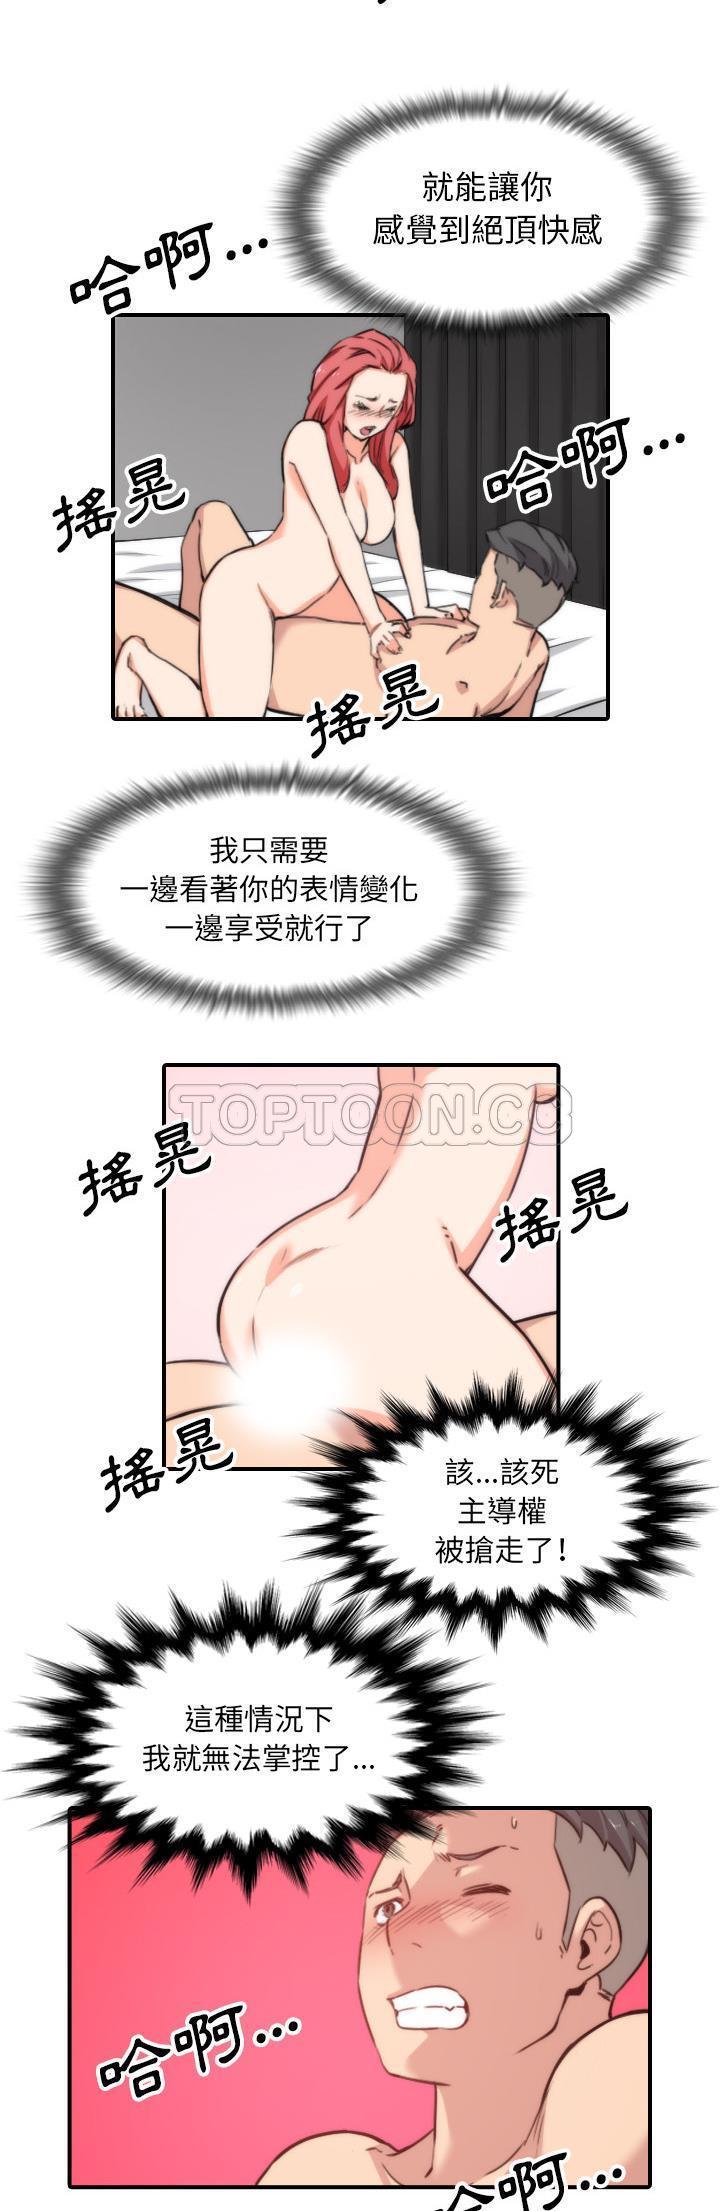 就能讓你
感覺到絕頂快感
哈啊...
哈啊...
搖晃
搖晃
我只需要
一邊看著你的表情變化
一邊享受就行了
TOPTOON.CC
搖晃
搖晃
搖晃
該...該死
主導權
被搶走了！
這種情況下
我就無法掌控了...
哈啊...
哈啊...